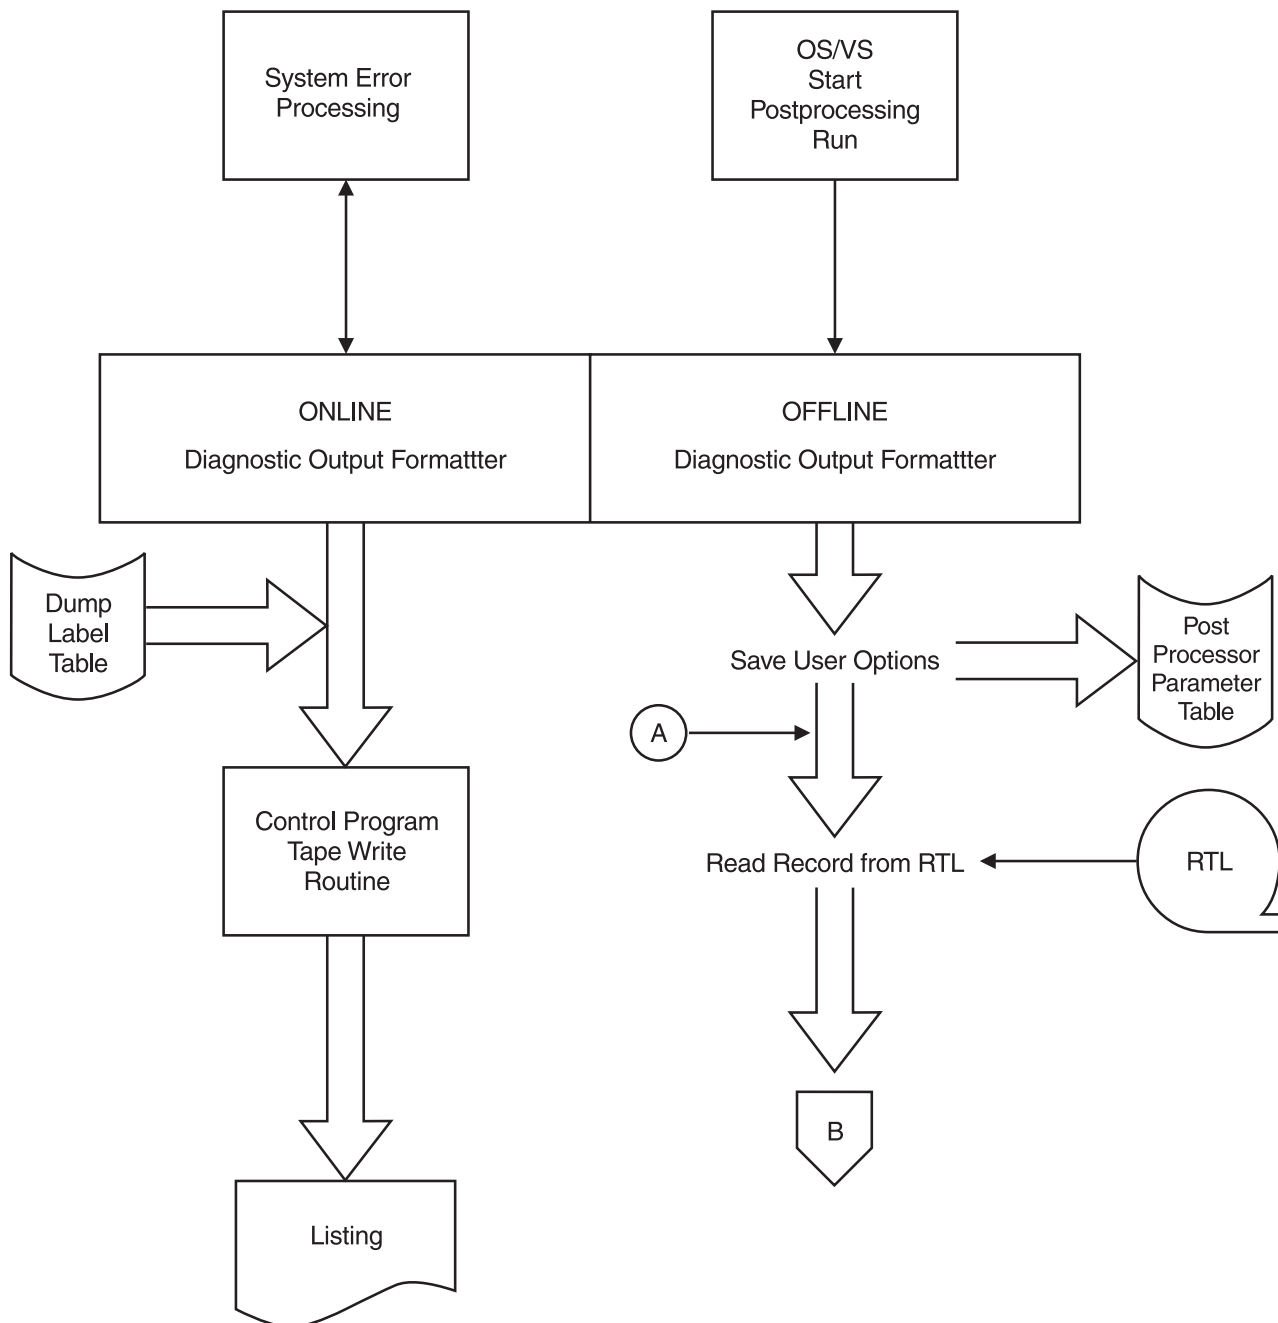 System Error
Processing
OS/VS
Start
Postprocessing
Run
ONLINE
Diagnostic Output Formattter
OFFLINE
Diagnostic Output Formattter
Dump
Label
Table
Save User Options
Post
Processor
Parameter
Table
A
Control Program
Tape Write
Routine
Read Record from RTL
RTL
B
Listing